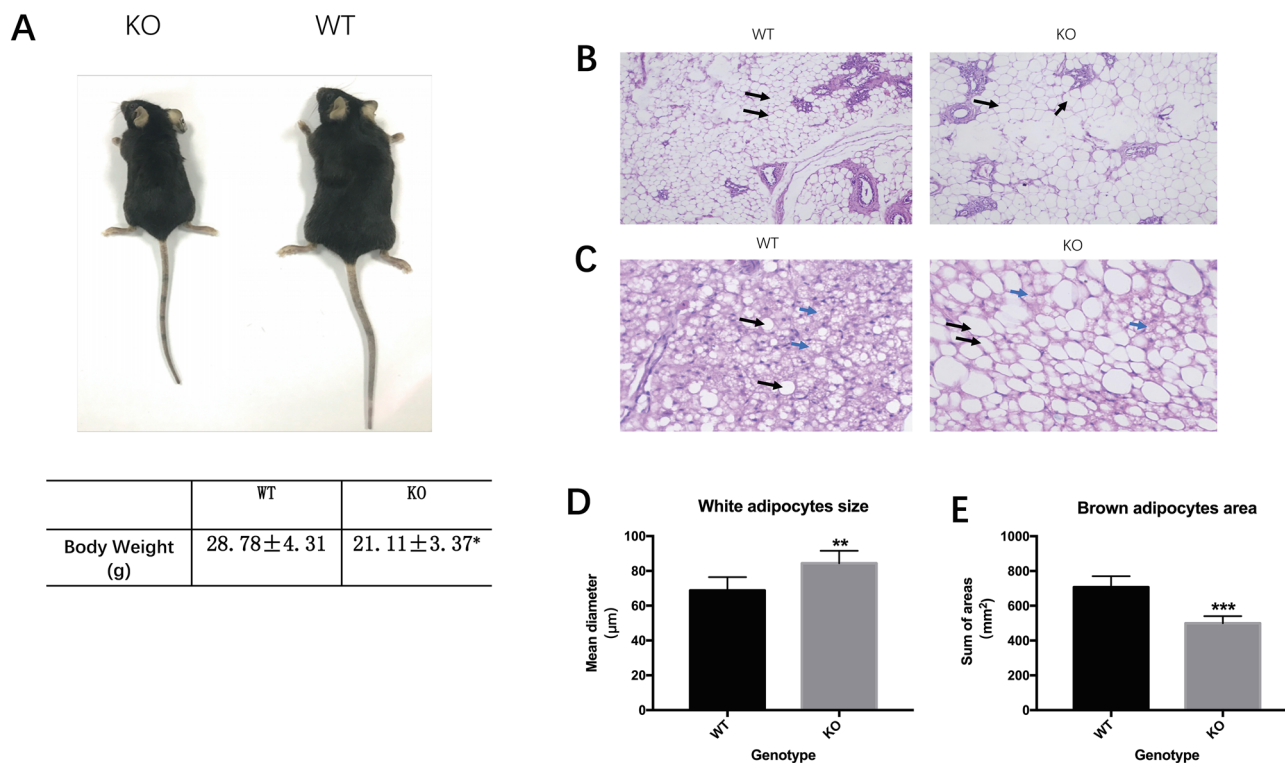 A
KO WT
WT KO
Body Weight 28.78±4.31 21.11±3.37*
(g)
B
WT KO
C
WT KO
D
White adipocytes size
Mean diameter
(μm)
100
80
60
40
20
0
**
WT KO
Genotype
E
Brown adipocytes area
Sum of areas
(mm²)
1000
800
600
400
200
0
***
WT KO
Genotype